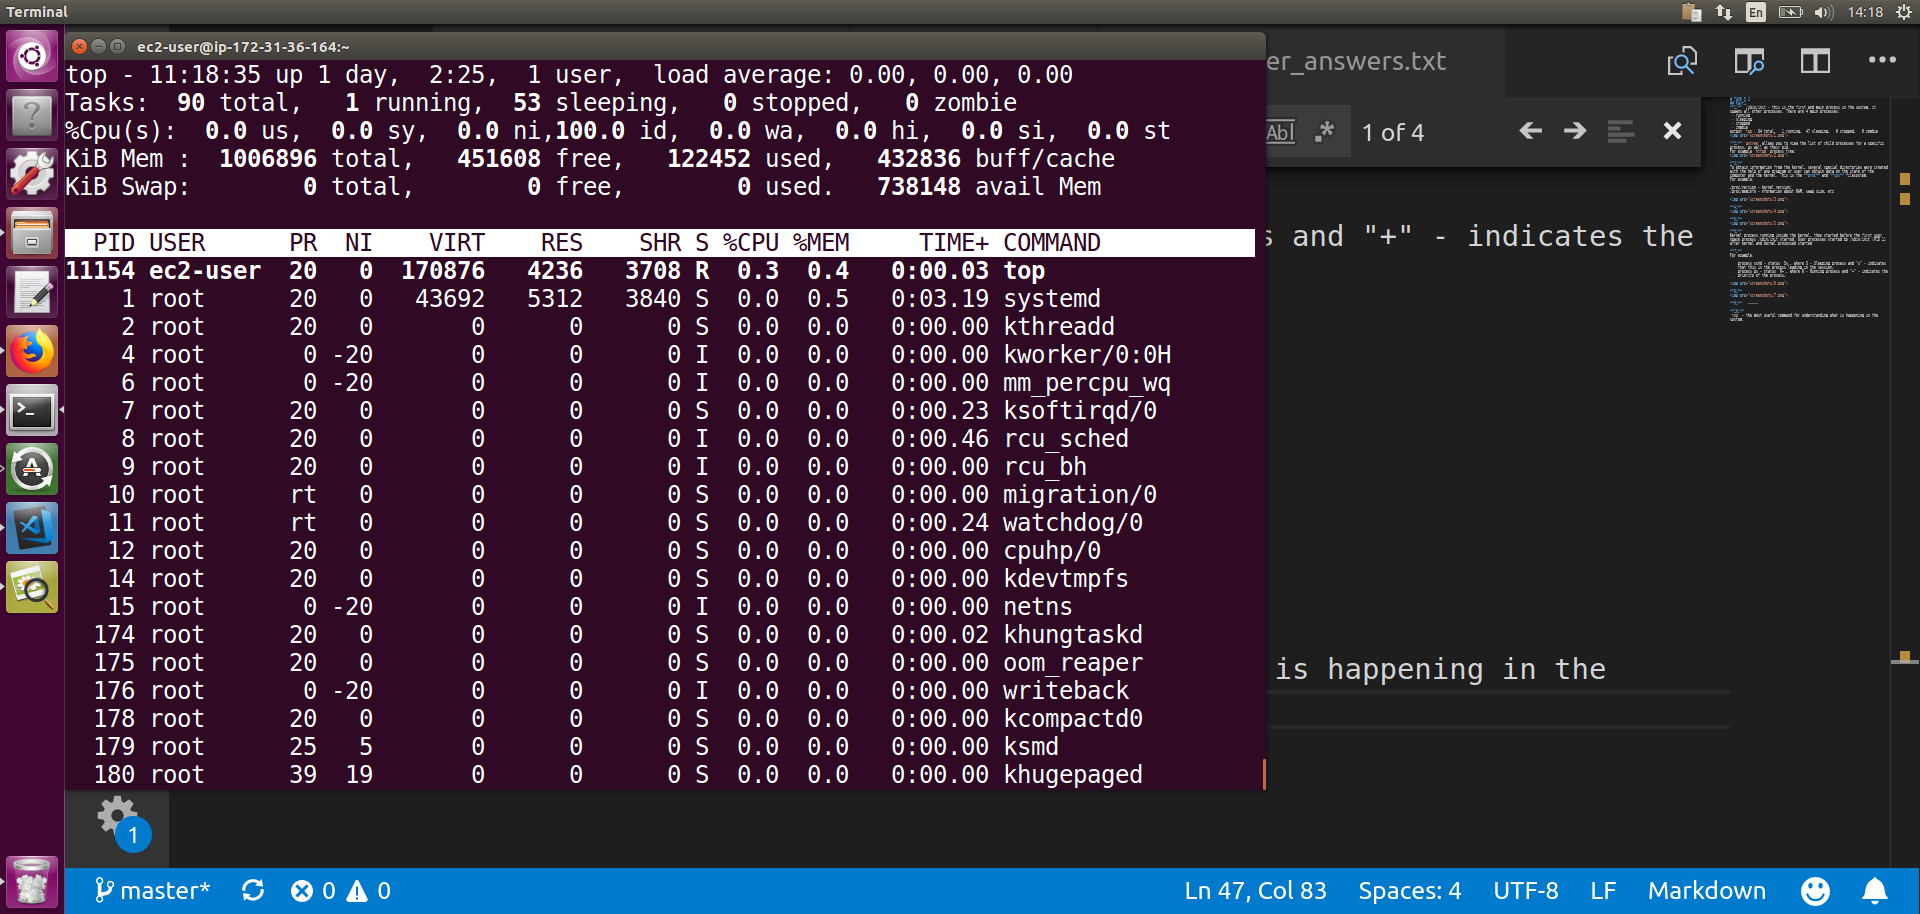 Terminal
En
14:18
ec2-user@ip-172-31-36-164:~
top - 11:18:35 up 1 day,  2:25,  1 user,  load average: 0.00, 0.00, 0.00
Tasks:  90 total,   1 running,  53 sleeping,   0 stopped,   0 zombie
%Cpu(s):  0.0 us,  0.0 sy,  0.0 ni,100.0 id,  0.0 wa,  0.0 hi,  0.0 si,  0.0 st
KiB Mem :  1006896 total,   451608 free,   122452 used,   432836 buff/cache
KiB Swap:        0 total,        0 free,        0 used.   738148 avail Mem
PID USER      PR  NI    VIRT    RES    SHR S %CPU %MEM     TIME+ COMMAND
11154 ec2-user  20   0  170876   4236   3708 R  0.3  0.4   0:00.03 top
1 root      20   0   43692   5312   3840 S  0.0  0.5   0:03.19 systemd
2 root      20   0       0      0      0 S  0.0  0.0   0:00.00 kthreadd
4 root       0 -20       0      0      0 I  0.0  0.0   0:00.00 kworker/0:0H
6 root       0 -20       0      0      0 I  0.0  0.0   0:00.00 mm_percpu_wq
7 root      20   0       0      0      0 S  0.0  0.0   0:00.23 ksoftirqd/0
8 root      20   0       0      0      0 I  0.0  0.0   0:00.46 rcu_sched
9 root      20   0       0      0      0 I  0.0  0.0   0:00.00 rcu_bh
10 root      rt   0       0      0      0 S  0.0  0.0   0:00.00 migration/0
11 root      rt   0       0      0      0 S  0.0  0.0   0:00.24 watchdog/0
12 root      20   0       0      0      0 S  0.0  0.0   0:00.00 cpuhp/0
14 root      20   0       0      0      0 S  0.0  0.0   0:00.00 kdevtmpfs
15 root       0 -20       0      0      0 I  0.0  0.0   0:00.00 netns
174 root      20   0       0      0      0 S  0.0  0.0   0:00.02 khungtaskd
175 root      20   0       0      0      0 S  0.0  0.0   0:00.00 oom_reaper
176 root       0 -20       0      0      0 I  0.0  0.0   0:00.00 writeback
178 root      20   0       0      0      0 S  0.0  0.0   0:00.00 kcompactd0
179 root      25   5       0      0      0 S  0.0  0.0   0:00.00 ksmd
180 root      39  19       0      0      0 S  0.0  0.0   0:00.00 khugepaged
er_answers.txt
AbI .* 1 of 4
s and "+" - indicates the
is happening in the
1
master* 0 0 Ln 47, Col 83 Spaces: 4 UTF-8 LF Markdown